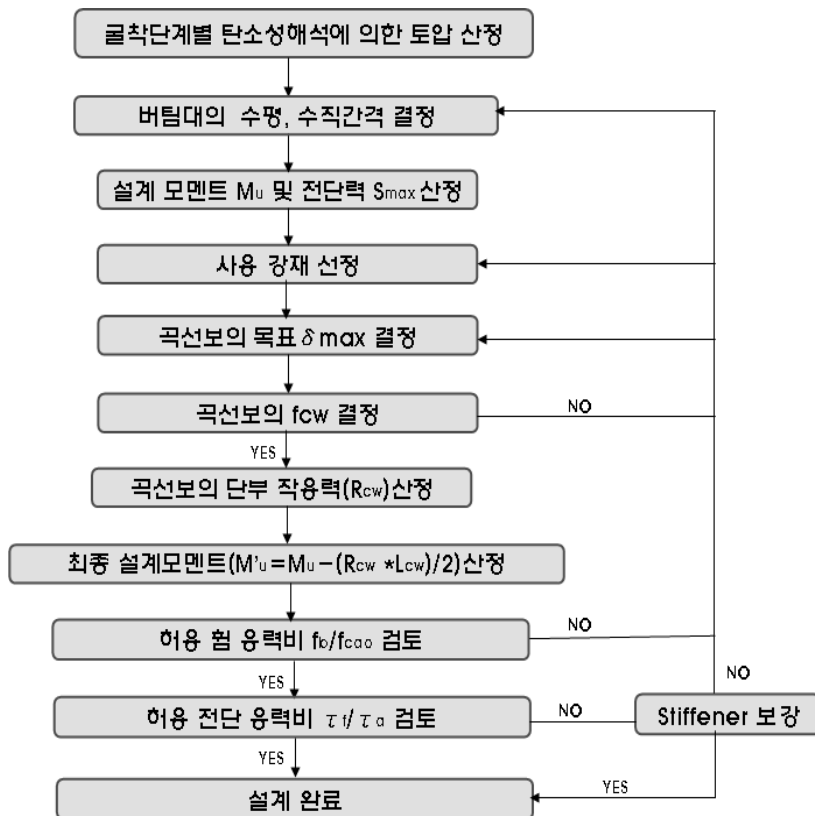 굴착단계별 탄소성해석에 의한 토압 산정
버팀대의 수평, 수직간격 결정
설계 모멘트 Mu 및 전단력 Smax 산정
사용 강재 선정
곡선보의 목표 δ max 결정
곡선보의 fcw 결정
NO
YES
곡선보의 단부 작용력(Rcw)산정
최종 설계모멘트(M'u=Mu-(Rcw *Lcw)/2)산정
허용 휨 응력비 fb/fcao 검토
NO
NO
YES
허용 전단 응력비 τf/τa 검토
NO
Stiffener 보강
YES
YES
설계 완료